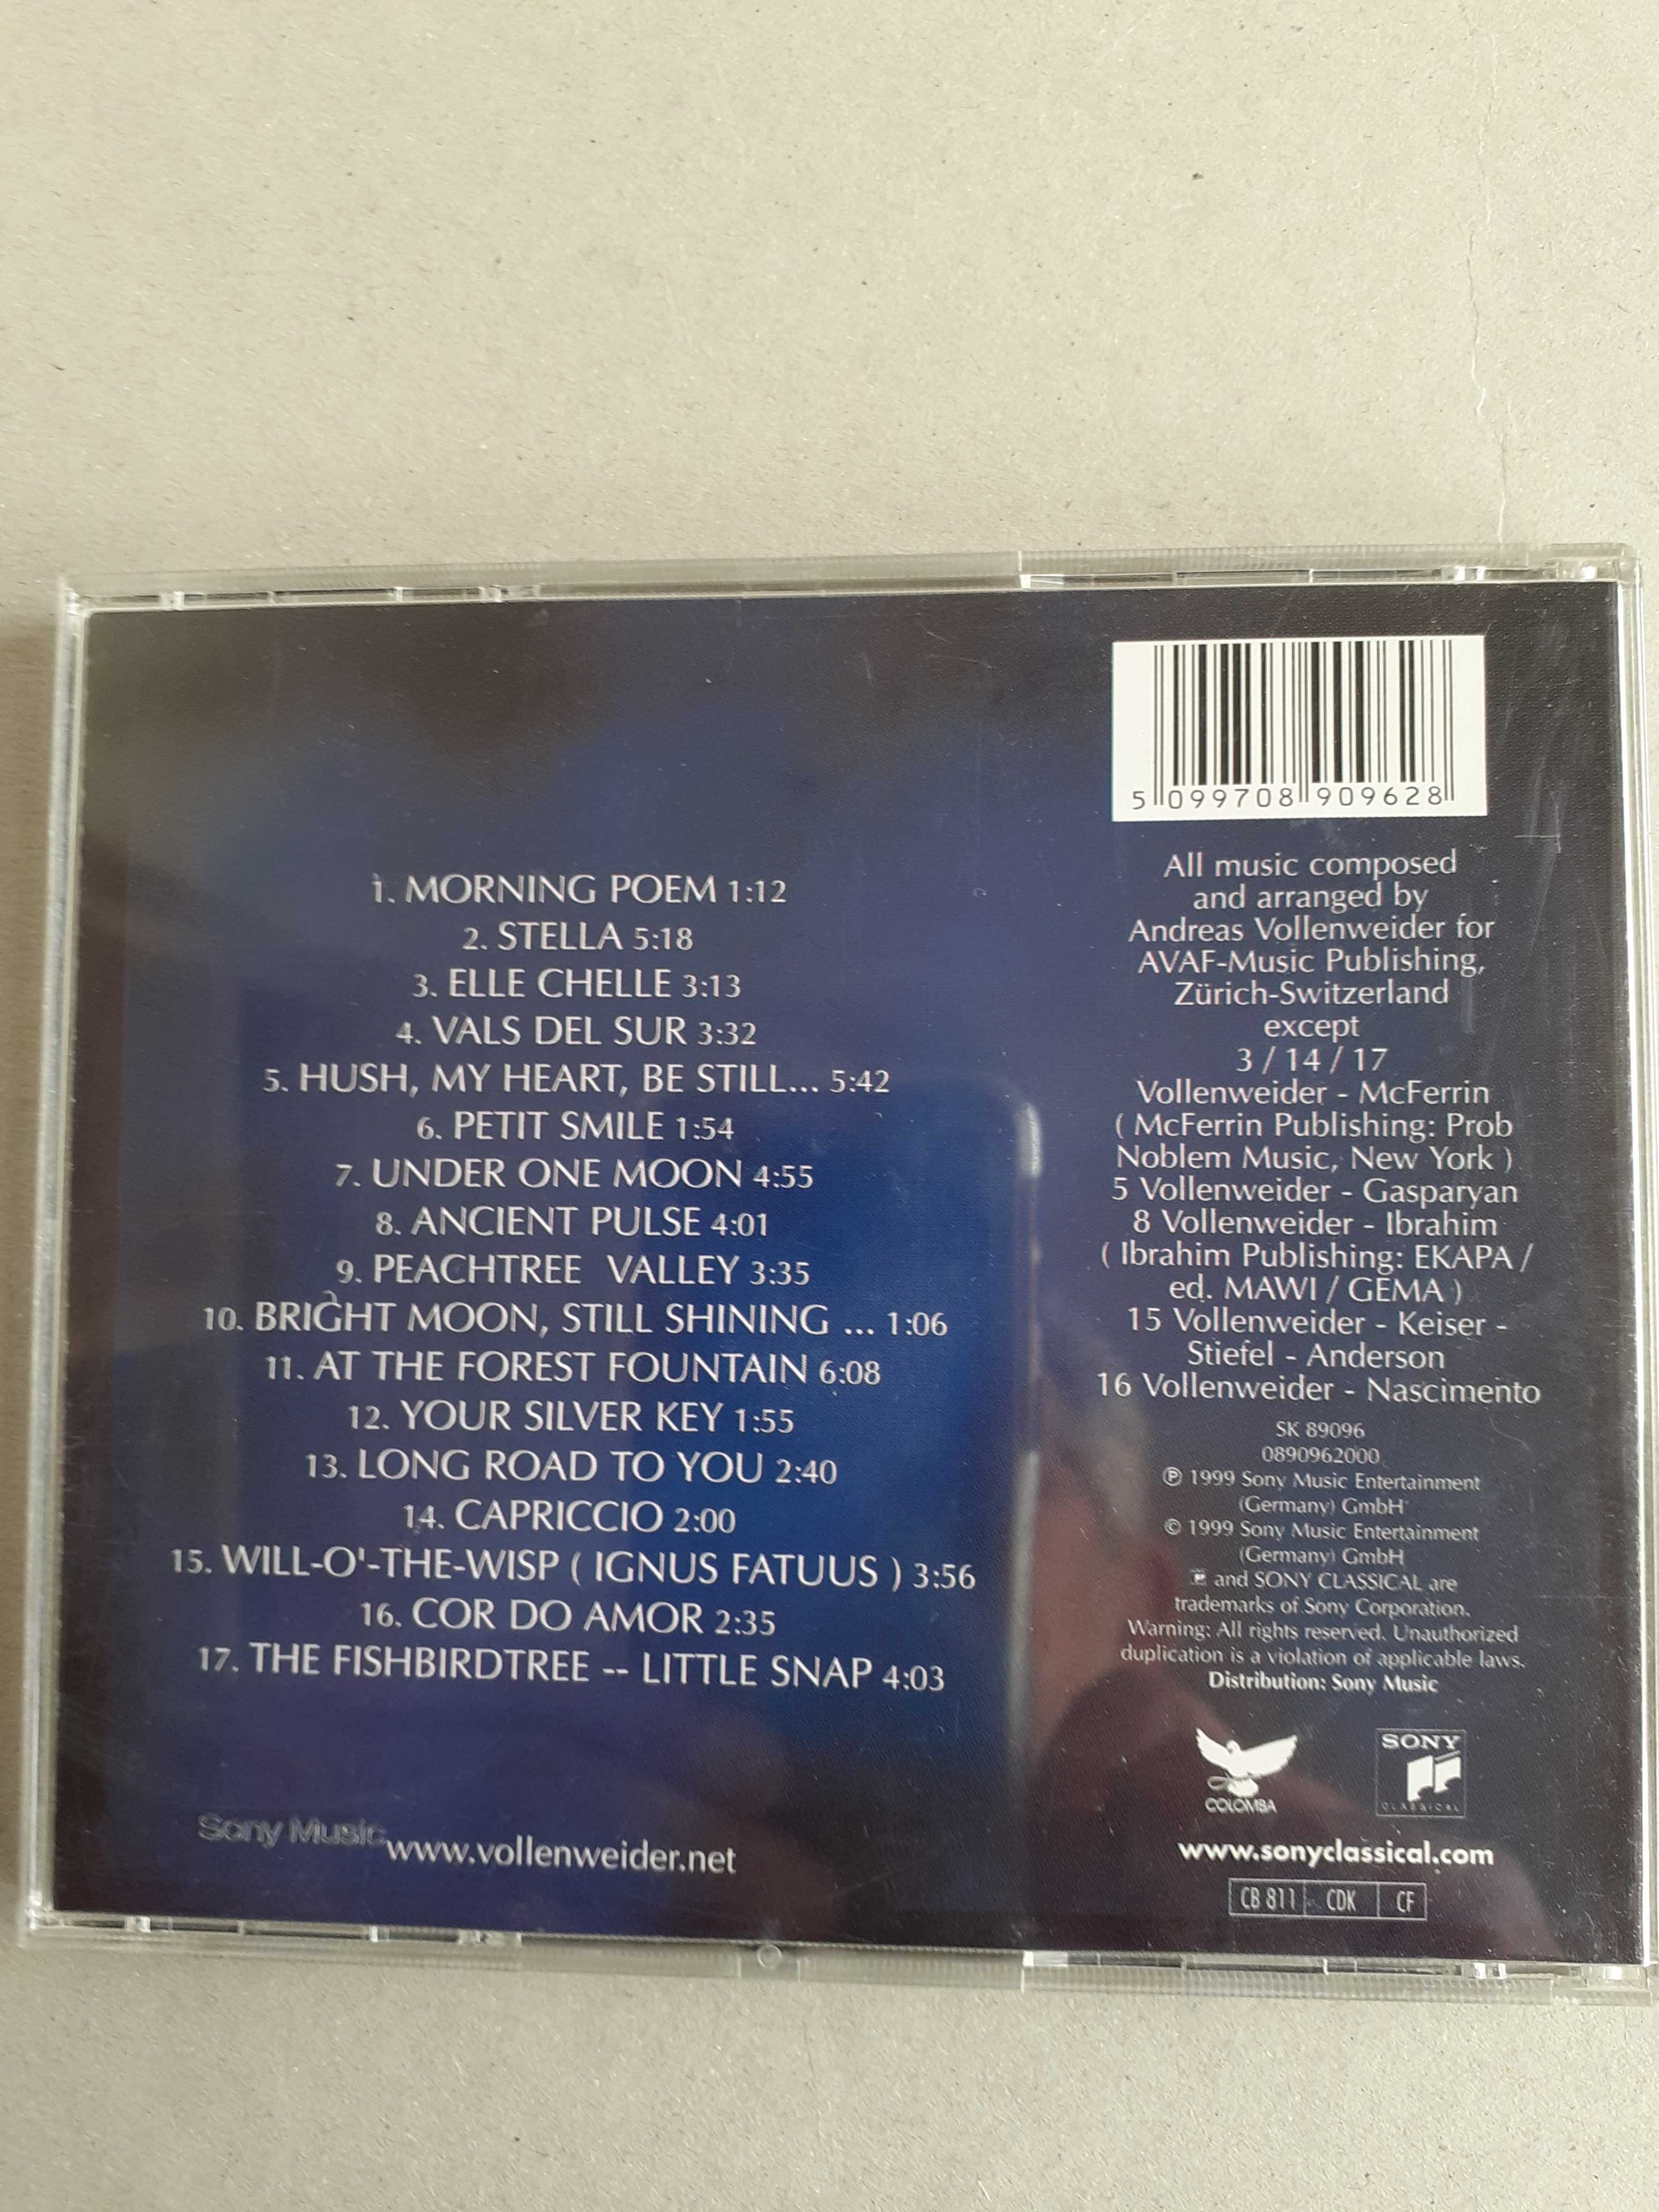 1. MORNING POEM 1:12
2. STELLA 5:18
3. ELLE CHELLE 3:13
4. VALS DEL SUR 3:32
5. HUSH, MY HEART, BE STILL... 5:42
6. PETIT SMILE 1:54
7. UNDER ONE MOON 4:55
8. ANCIENT PULSE 4:01
9. PEACHTREE VALLEY 3:35
10. BRIGHT MOON, STILL SHINING ... 1:06
11. AT THE FOREST FOUNTAIN 6:08
12. YOUR SILVER KEY 1:55
13. LONG ROAD TO YOU 2:40
14. CAPRICCIO 2:00
15. WILL-O'-THE-WISP ( IGNUS FATUUS ) 3:56
16. COR DO AMOR 2:35
17. THE FISHBIRDTREE -- LITTLE SNAP 4:03
Sony Music
www.vollenweider.net
5 099708 909628
All music composed
and arranged by
Andreas Vollenweider for
AVAF-Music Publishing,
Zürich-Switzerland
except
3 / 14 / 17
Vollenweider - McFerrin
( McFerrin Publishing: Prob
Noblem Music, New York )
5 Vollenweider - Gasparyan
8 Vollenweider - Ibrahim
( Ibrahim Publishing: EKAPA /
ed. MAWI / GEMA )
15 Vollenweider - Keiser -
Stiefel - Anderson
16 Vollenweider - Nascimento
SK 89096
0890962000
℗ 1999 Sony Music Entertainment
(Germany) GmbH
© 1999 Sony Music Entertainment
(Germany) GmbH
and SONY CLASSICAL are
trademarks of Sony Corporation.
Warning: All rights reserved. Unauthorized
duplication is a violation of applicable laws.
Distribution: Sony Music
COLOMBA
SONY
CLASSICAL
www.sonyclassical.com
CB 811 CDK CF